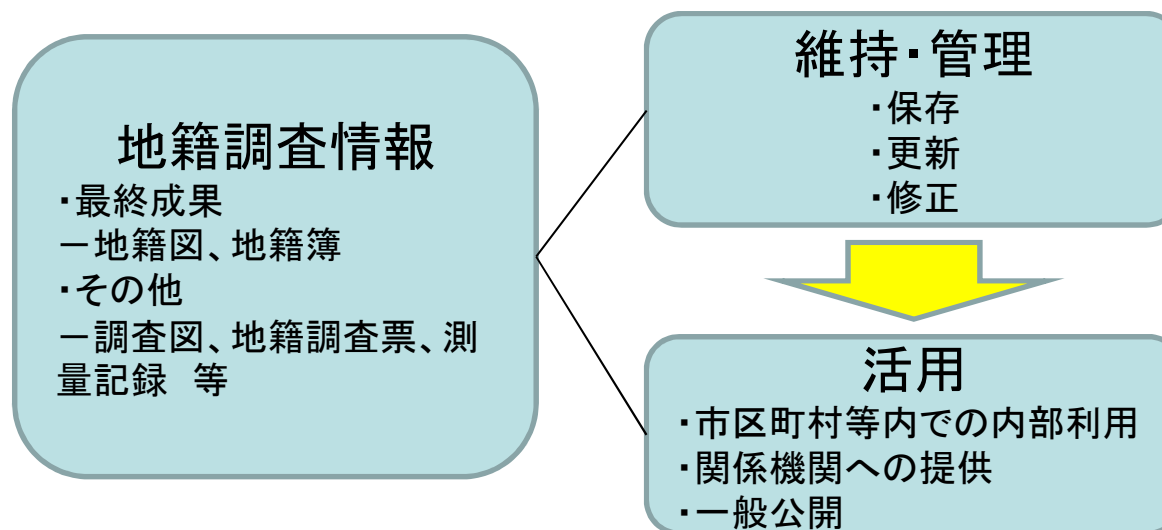 地籍調査情報
・最終成果
－地籍図、地籍簿
・その他
－調査図、地籍調査票、測
量記録　等
維持・管理
・保存
・更新
・修正
活用
・市区町村等内での内部利用
・関係機関への提供
・一般公開